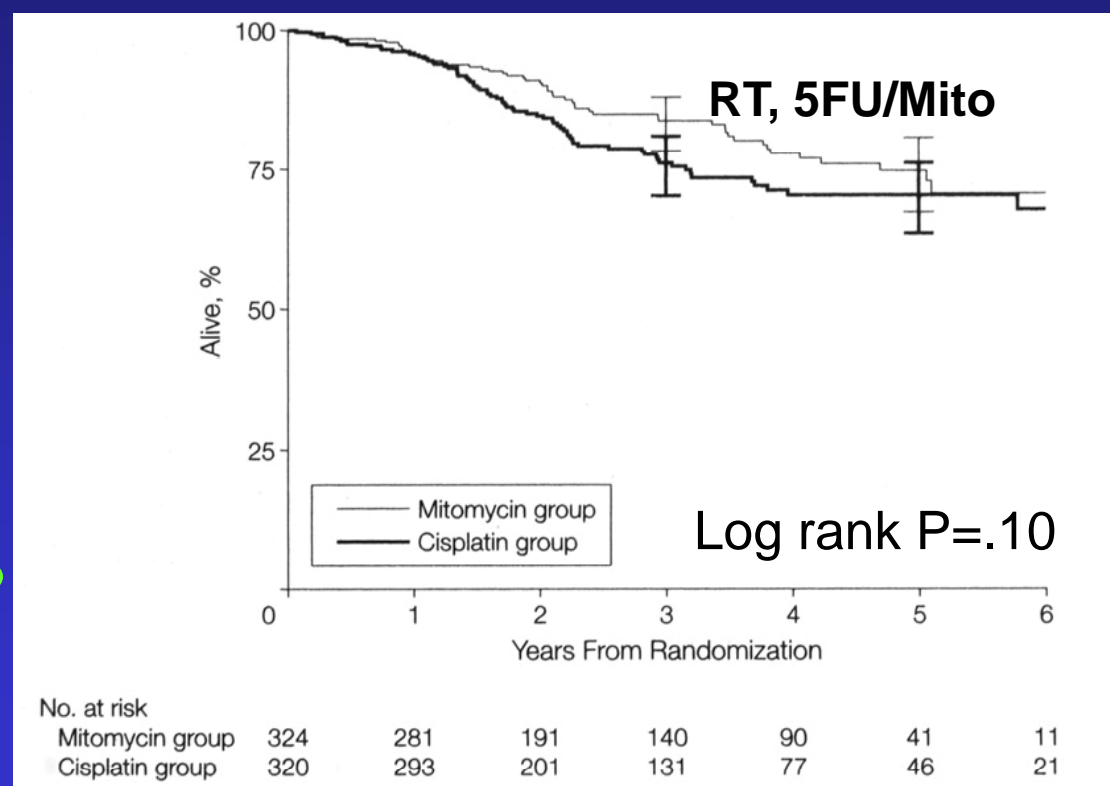 100
RT, 5FU/Mito
75
Alive, %
50
25
Mitomycin group
Cisplatin group
Log rank P=.10
0 1 2 3 4 5 6
Years From Randomization
No. at risk
Mitomycin group 324 281 191 140 90 41 11
Cisplatin group 320 293 201 131 77 46 21